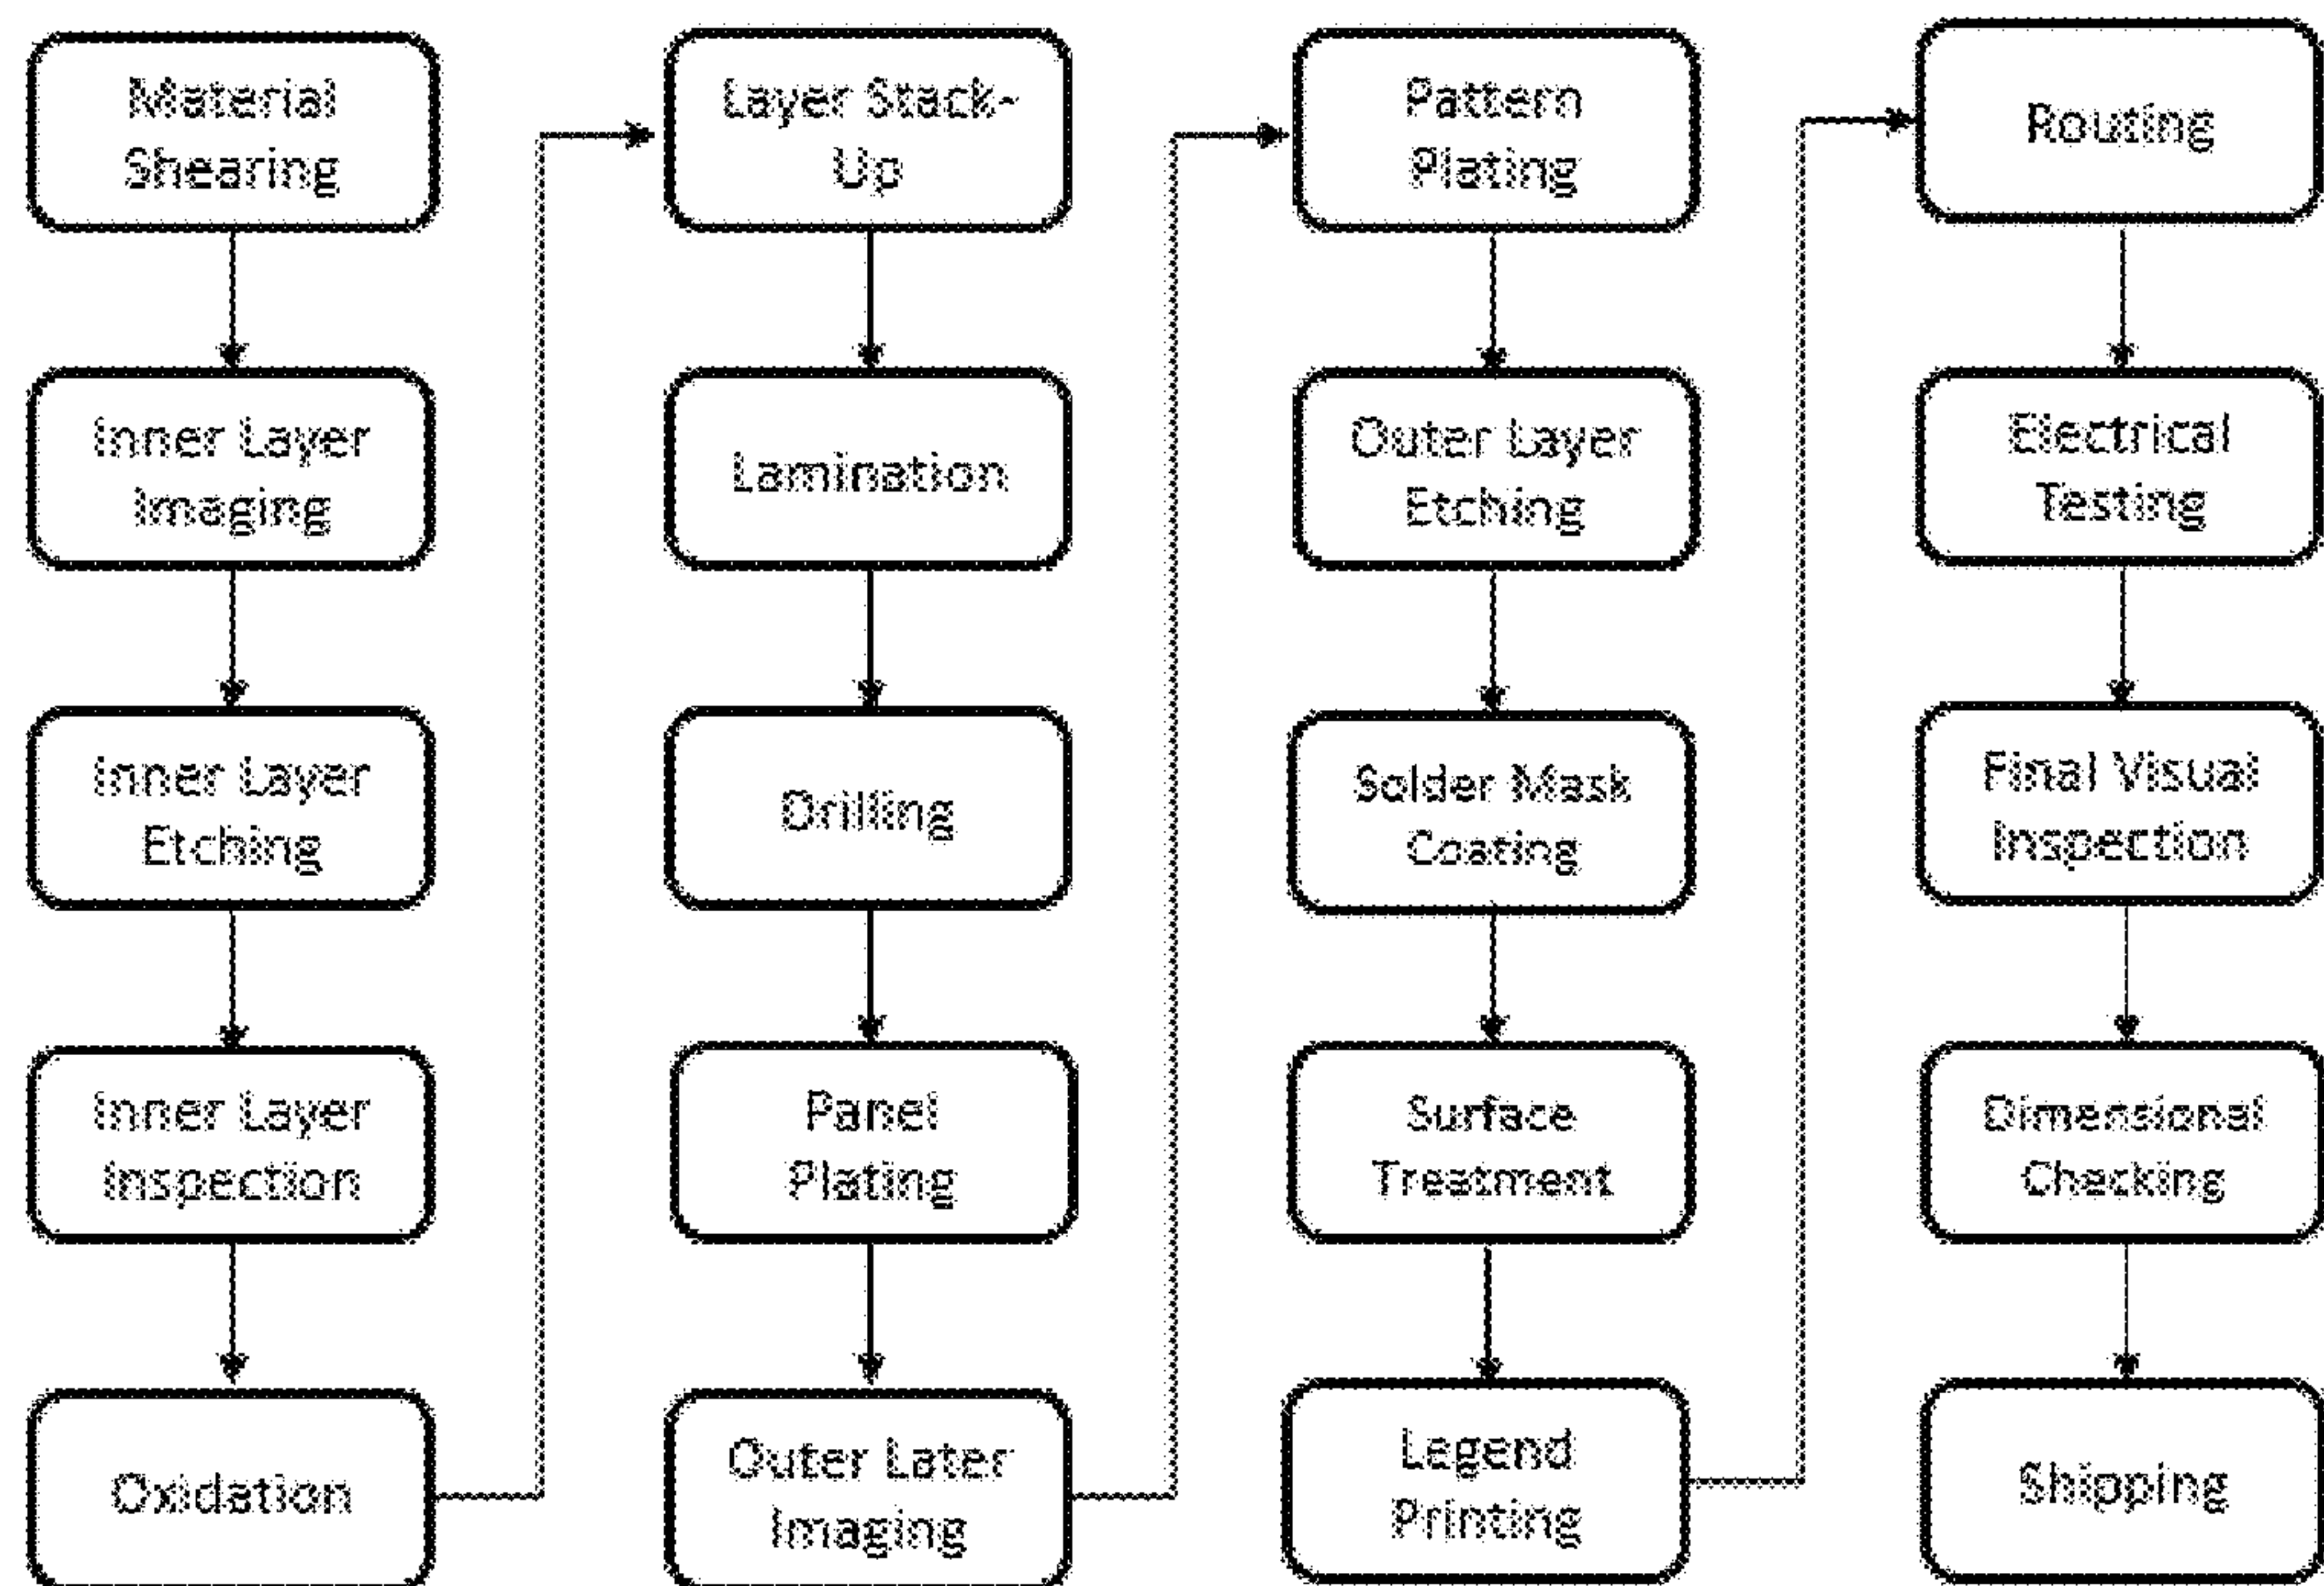 Material
Shearing
Inner Layer
Imaging
Inner Layer
Etching
Inner Layer
Inspection
Oxidation
Layer Stack-
Up
Lamination
Drilling
Panel
Plating
Outer Later
Imaging
Pattern
Plating
Outer Layer
Etching
Solder Mask
Coating
Surface
Treatment
Legend
Printing
Routing
Electrical
Testing
Final Visual
Inspection
Dimensional
Checking
Shipping